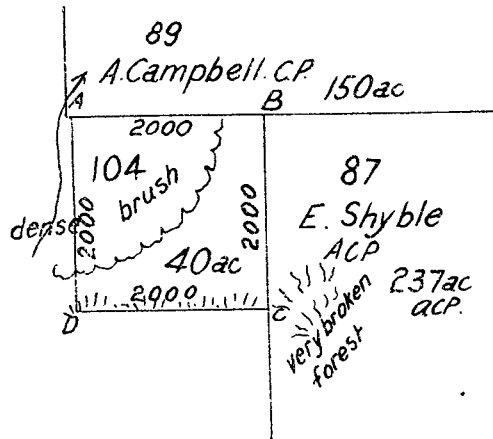 89
A. Campbell. C.P.
A
B
150ac
2000
104
brush
87
E. Shyble
ACP
dense
2000
2000
40ac
237ac
aCP.
2000
D
C
very broken
forest